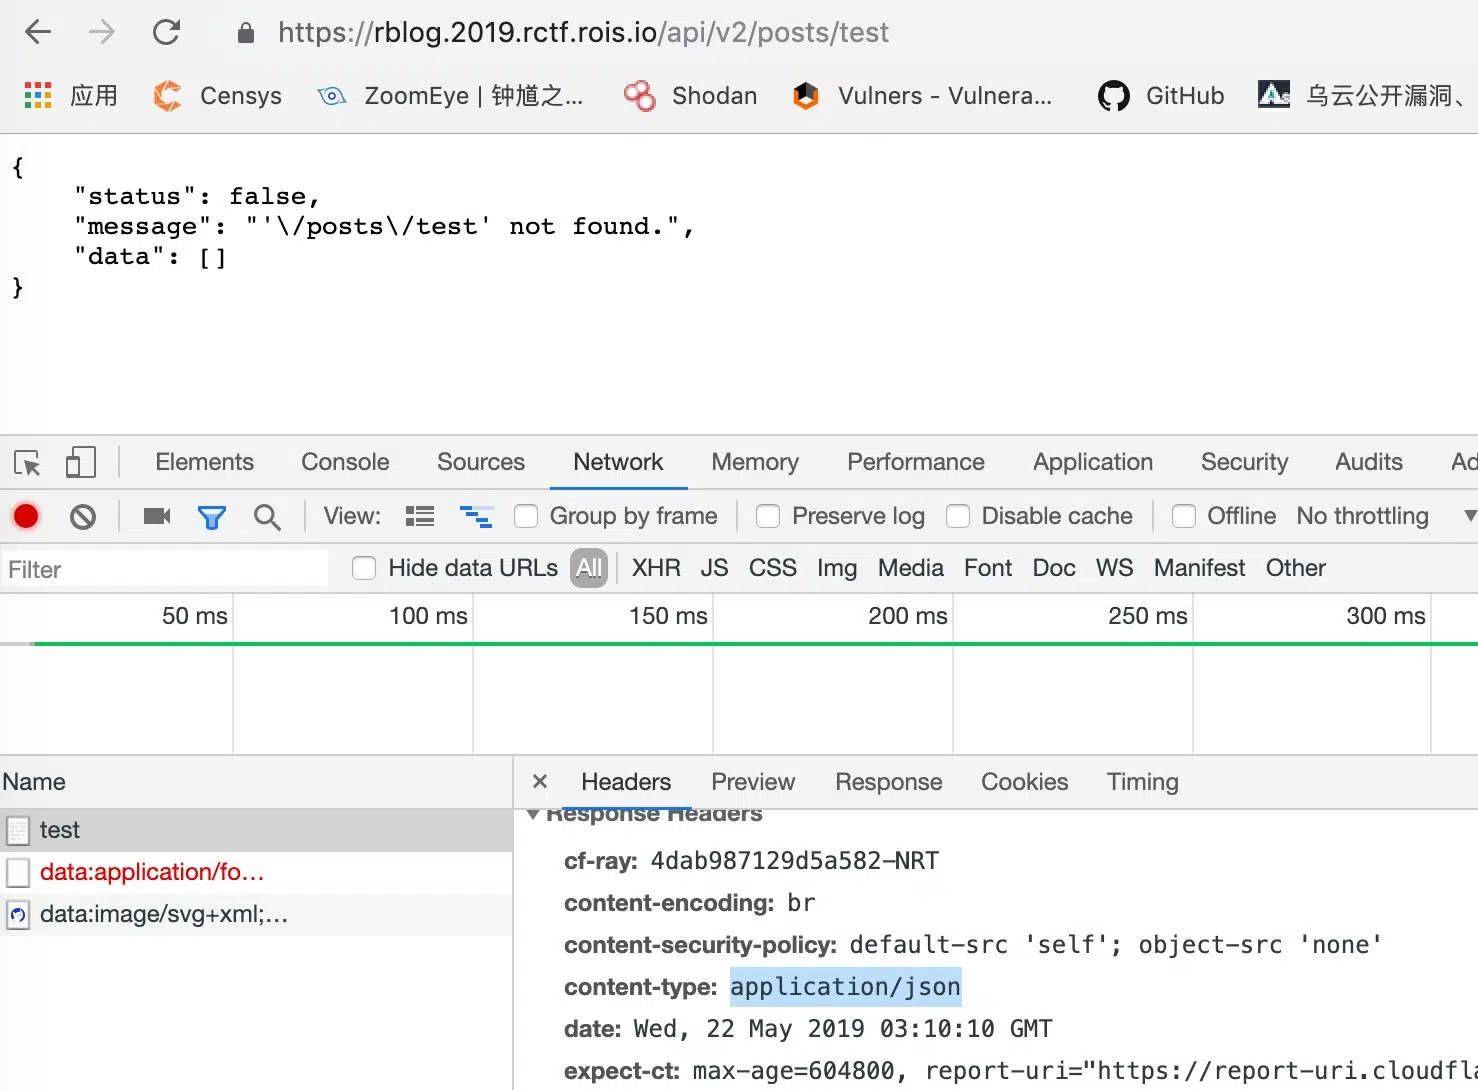 https://rblog.2019.rctf.rois.io/api/v2/posts/test
应用 Censys ZoomEye | 钟馗之... Shodan Vulners - Vulnera... GitHub 乌云公开漏洞、
{
"status": false,
"message": "'\/posts\/test' not found.",
"data": []
}
Elements Console Sources Network Memory Performance Application Security Audits Ad
View: Group by frame Preserve log Disable cache Offline No throttling
Filter Hide data URLs All XHR JS CSS Img Media Font Doc WS Manifest Other
50 ms 100 ms 150 ms 200 ms 250 ms 300 ms
Name × Headers Preview Response Cookies Timing
Response Headers
test
cf-ray: 4dab987129d5a582-NRT
data:application/fo...
content-encoding: br
data:image/svg+xml;...
content-security-policy: default-src 'self'; object-src 'none'
content-type: application/json
date: Wed, 22 May 2019 03:10:10 GMT
expect-ct: max-age=604800, report-uri="https://report-uri.cloudfl